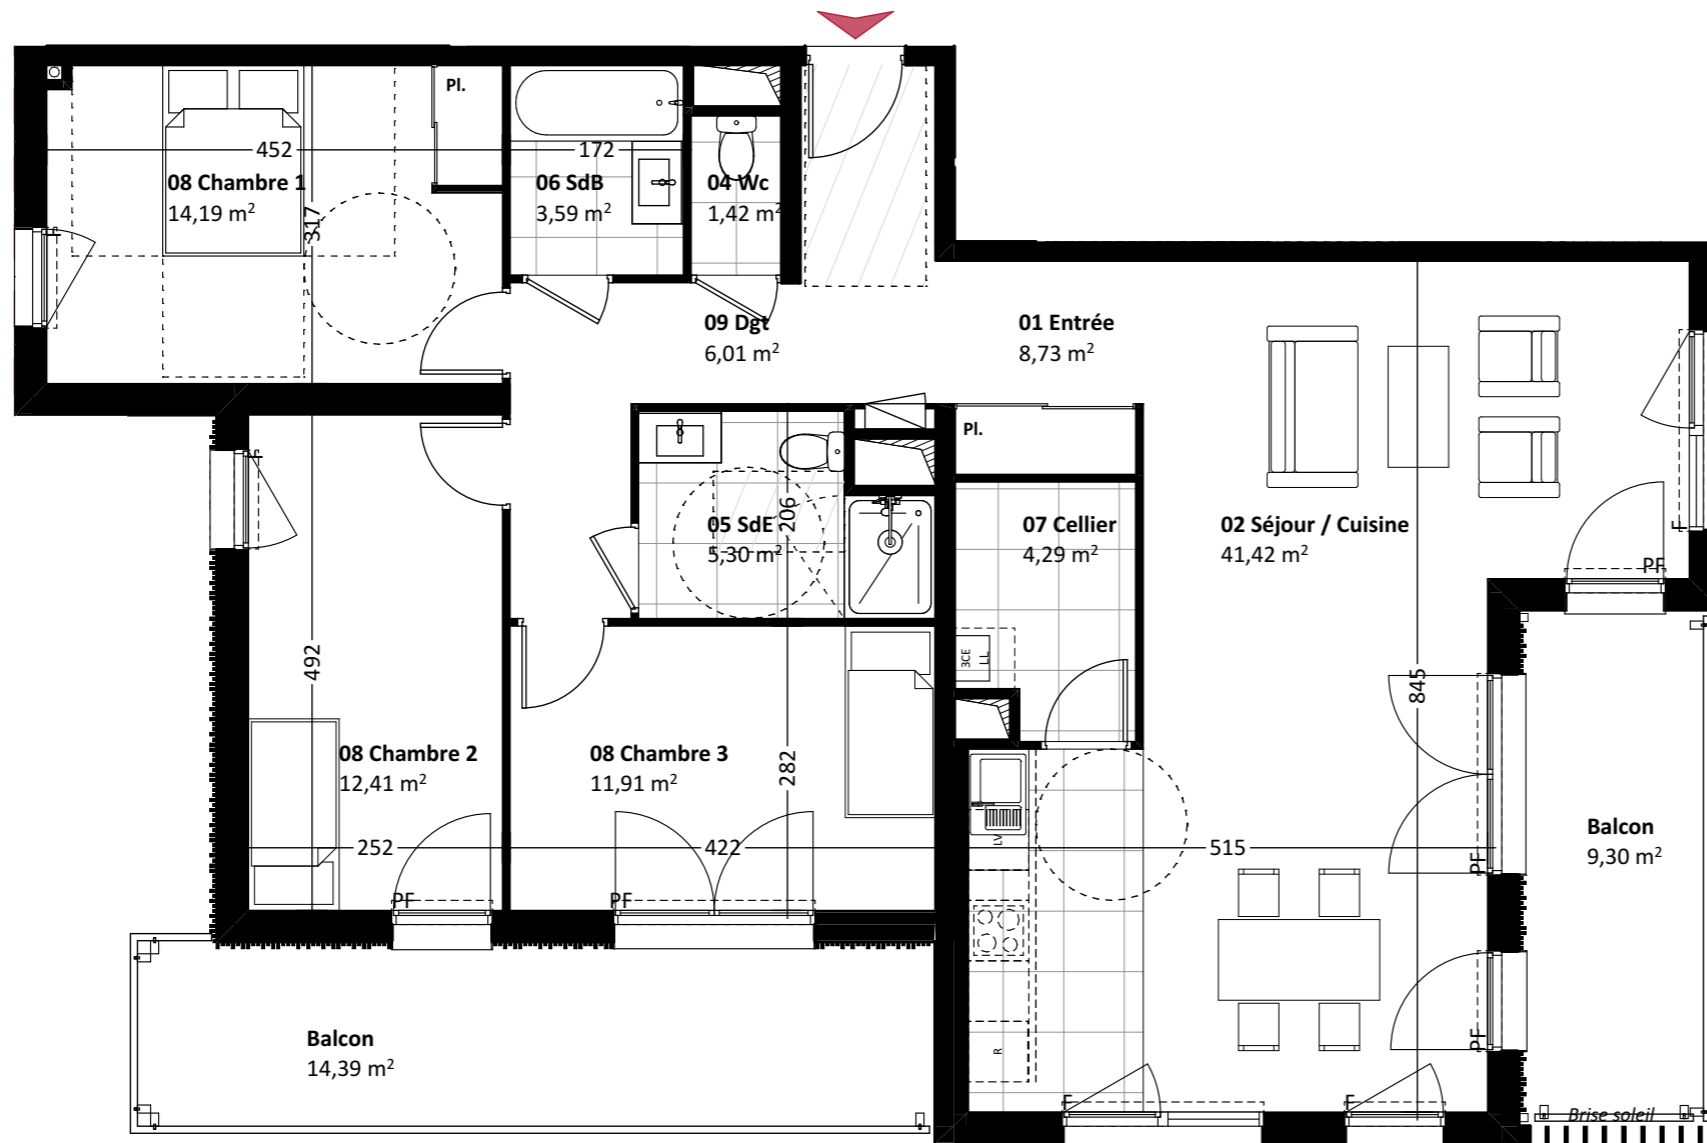 Pl.
452
172
08 Chambre 1
14,19 m²
317
06 SdB
3,59 m²
04 Wc
1,42 m²
09 Dgt
6,01 m²
01 Entrée
8,73 m²
Pl.
05 SdE
5,30 m²
206
07 Cellier
4,29 m²
02 Séjour / Cuisine
41,42 m²
PF
F
F
F
3CE
LL
492
845
08 Chambre 2
12,41 m²
08 Chambre 3
11,91 m²
282
252
422
515
LV
PF
PF
PF
PF
Balcon
9,30 m²
Balcon
14,39 m²
R
F
F
Brise soleil